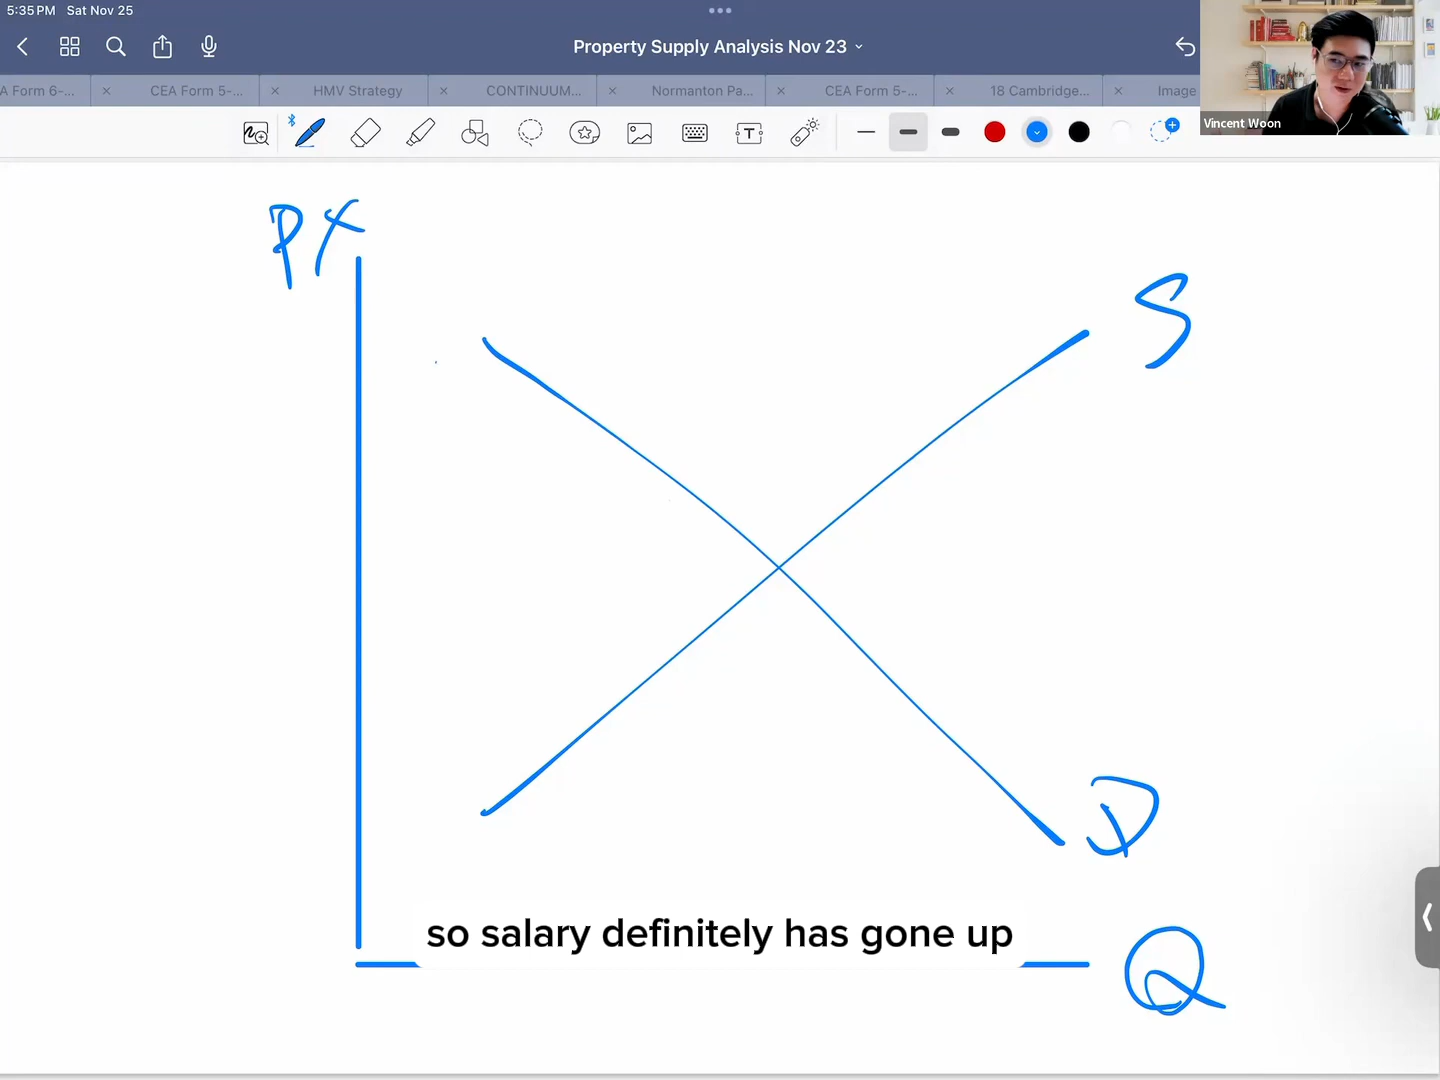 5:35 PM Sat Nov 25
Property Supply Analysis Nov 23
A Form 6-...
CEA Form 5-...
HMV Strategy
CONTINUUM...
Normanton Pa...
CEA Form 5-...
18 Cambridge...
Image
Vincent Woon
T
PX
S
D
so salary definitely has gone up
Q